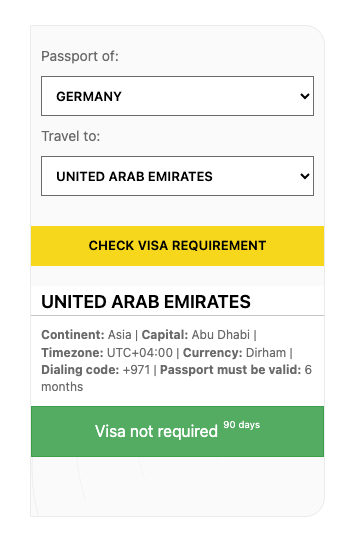 Passport of:
GERMANY
Travel to:
UNITED ARAB EMIRATES
CHECK VISA REQUIREMENT
UNITED ARAB EMIRATES
Continent: Asia | Capital: Abu Dhabi |
Timezone: UTC+04:00 | Currency: Dirham |
Dialing code: +971 | Passport must be valid: 6
months
Visa not required 90 days